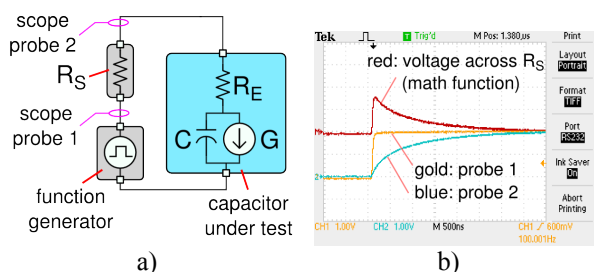 scope
probe 2
R_S
scope
probe 1
function
generator
R_E
C
G
capacitor
under test
a)
Tek
T Trig'd
M Pos: 1.380µs
Print
red: voltage across R_S
(math function)
gold: probe 1
blue: probe 2
Layout
Portrait
Format
TIFF
Port
RS232
Ink Saver
On
Abort
Printing
2
CH1 1.00V CH2 1.00V M 500ns CH1 / 600mV
100.001Hz
b)